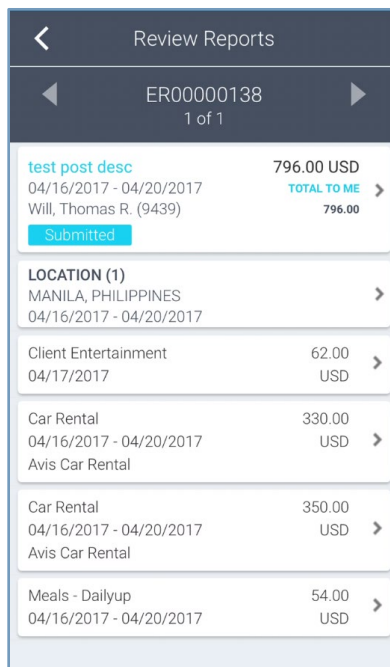 Review Reports
ER00000138
1 of 1
test post desc 796.00 USD
04/16/2017 - 04/20/2017 TOTAL TO ME
Will, Thomas R. (9439) 796.00
Submitted
LOCATION (1)
MANILA, PHILIPPINES
04/16/2017 - 04/20/2017
Client Entertainment 62.00
04/17/2017 USD
Car Rental 330.00
04/16/2017 - 04/20/2017 USD
Avis Car Rental
Car Rental 350.00
04/16/2017 - 04/20/2017 USD
Avis Car Rental
Meals - Dailyup 54.00
04/16/2017 - 04/20/2017 USD